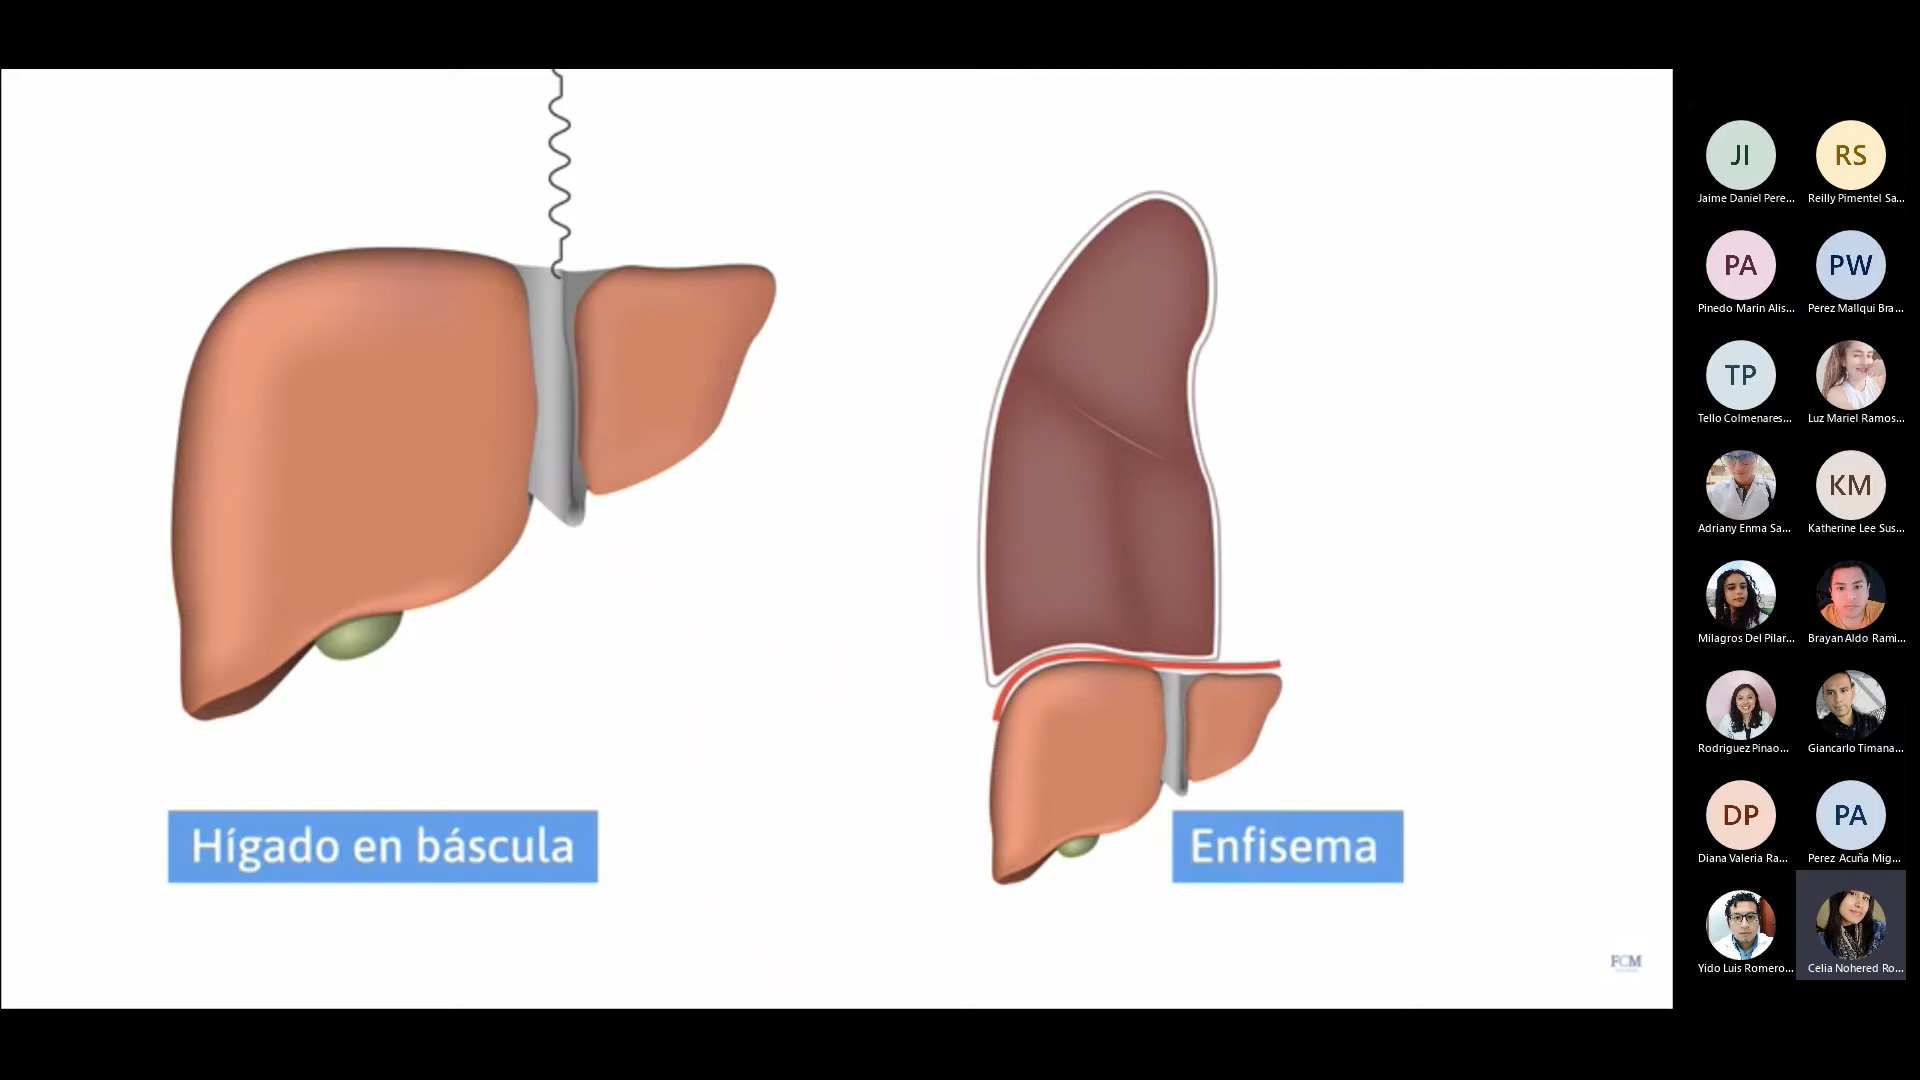 Hígado en báscula
Enfisema
FCM
JI
RS
Jaime Daniel Pere...
Reilly Pimentel Sa...
PA
PW
Pinedo Marin Alis...
Perez Mallqui Bra...
TP
Tello Colmenares...
Luz Mariel Ramos...
KM
Adriany Enma Sa...
Katherine Lee Sus...
Milagros Del Pilar...
Brayan Aldo Rami...
Rodriguez Pinao...
Giancarlo Timana...
DP
PA
Diana Valeria Ra...
Perez Acuña Mig...
Yido Luis Romero...
Celia Nohered Ro...